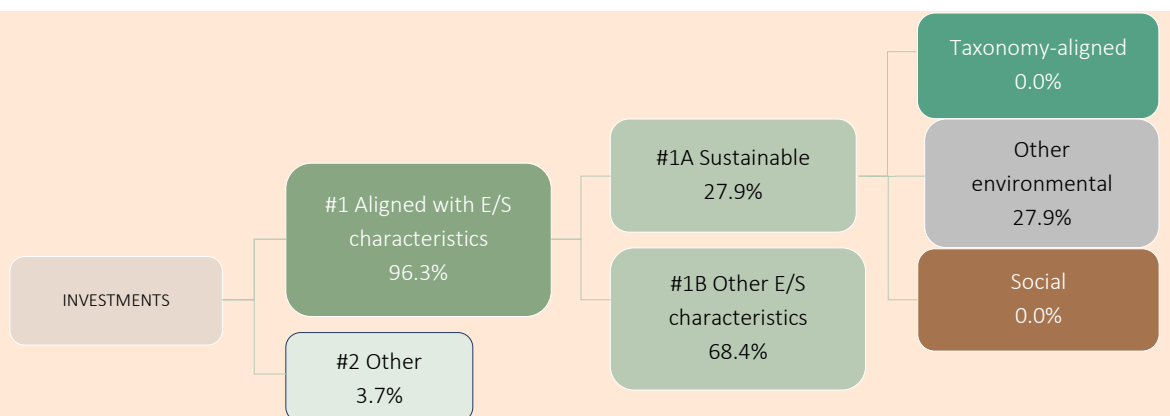 INVESTMENTS
#1 Aligned with E/S
characteristics
96.3%
#2 Other
3.7%
#1A Sustainable
27.9%
#1B Other E/S
characteristics
68.4%
Taxonomy-aligned
0.0%
Other
environmental
27.9%
Social
0.0%